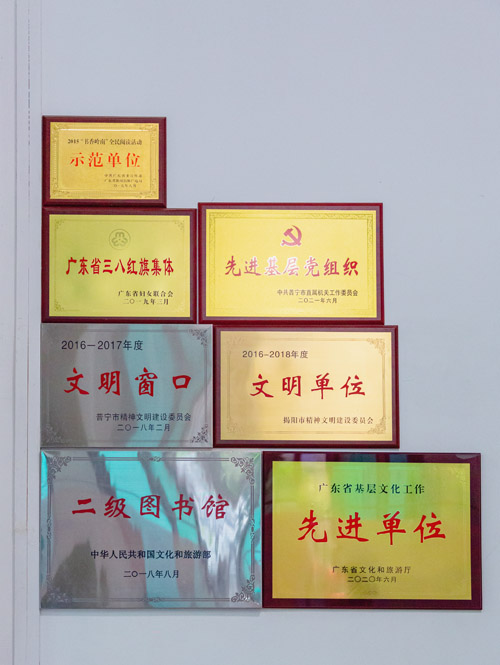 2015“书香岭南”全民阅读活动
示范单位
广东省三八红旗集体
广东省妇女联合会
二〇一九年三月
先进基层党组织
中共普宁市直属机关工作委员会
二〇二一年六月
2016—2017年度
文明窗口
普宁市精神文明建设委员会
二〇一八年二月
2016—2018年度
文明单位
揭阳市精神文明建设委员会
二级图书馆
中华人民共和国文化和旅游部
二〇一八年八月
广东省基层文化工作
先进单位
广东省文化和旅游厅
二〇二〇年六月